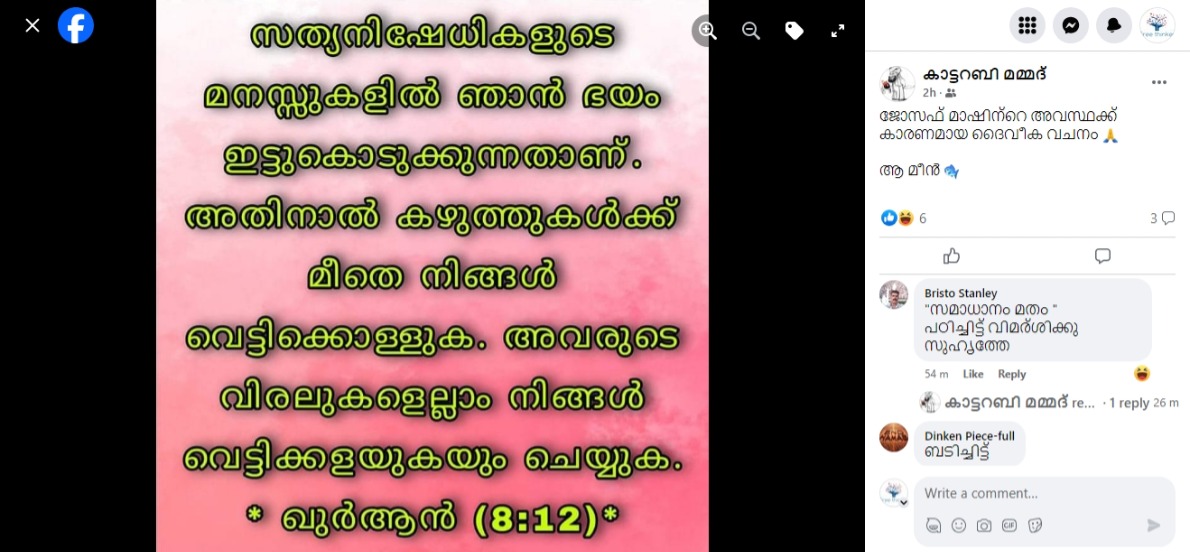 സത്യനിഷേധികളുടെ
മനസ്സുകളിൽ ഞാൻ ഭയം
ഇട്ടുകൊടുക്കുന്നതാണ്.
അതിനാൽ കഴുത്തുകൾക്ക്
മീതെ നിങ്ങൾ
വെട്ടിക്കൊള്ളുക. അവരുടെ
വിരലുകളെല്ലാം നിങ്ങൾ
വെട്ടിക്കളയുകയും ചെയ്യുക.
* ഖുർആൻ (8:12)*
കാട്ടറബി മമ്മദ്
2h ·
ജോസഫ് മാഷിന്റെ അവസ്ഥക്ക്
കാരണമായ ദൈവീക വചനം 🙏
ആ മീൻ 🐟
6
3
Bristo Stanley
"സമാധാനം മതം "
പഠിച്ചിട്ട് വിമർശിക്കു
സുഹൃത്തേ
54 m Like Reply
കാട്ടറബി മമ്മദ് re... · 1 reply 26 m
Dinken Piece-full
ബടിച്ചിട്ട്
Write a comment...
GIF